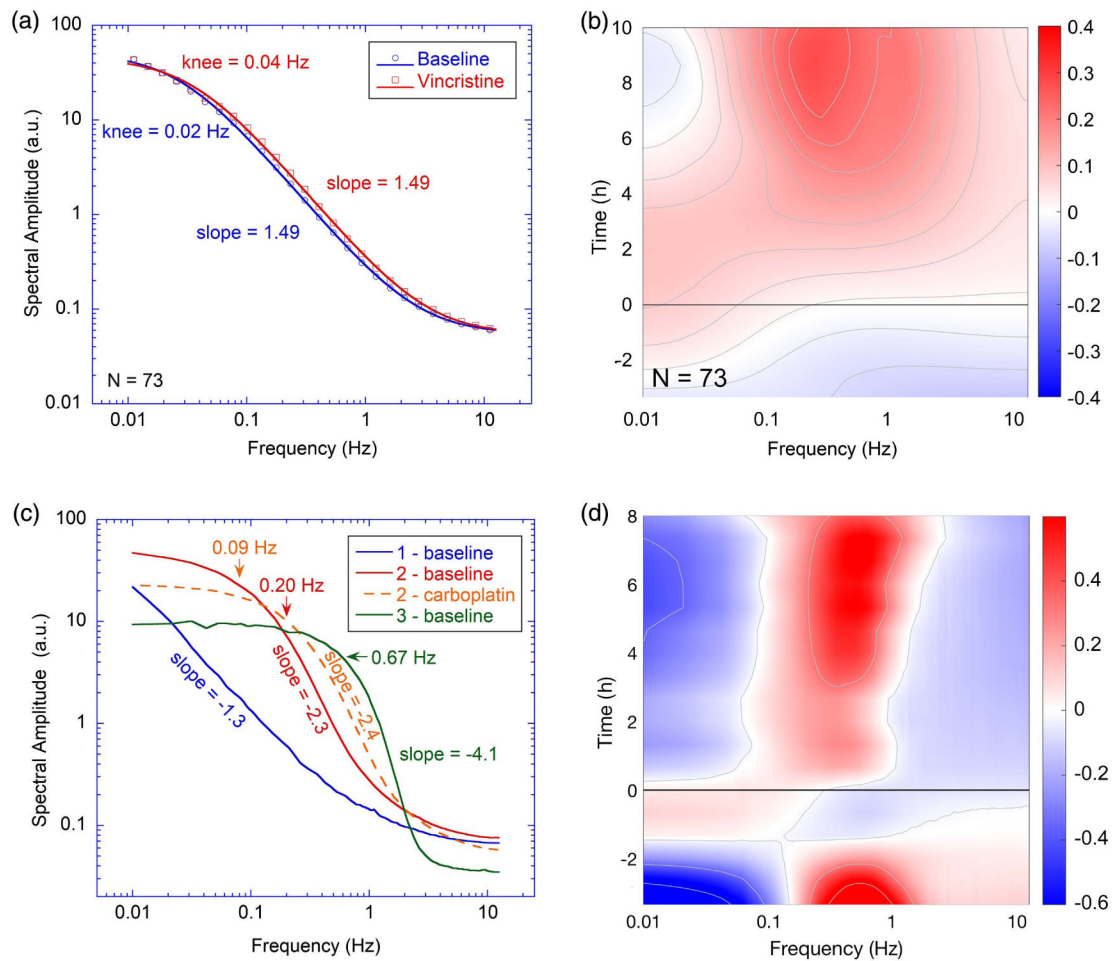 (a)
100
10
1
0.1
0.01
Spectral Amplitude (a.u.)
knee = 0.04 Hz
knee = 0.02 Hz
slope = 1.49
slope = 1.49
Baseline
Vincristine
N = 73
0.01 0.1 1 10
Frequency (Hz)
(b)
10
8
6
4
2
0
-2
Time (h)
N = 73
0.01 0.1 1 10
Frequency (Hz)
0.4
0.3
0.2
0.1
0
-0.1
-0.2
-0.3
-0.4
(c)
100
10
1
0.1
Spectral Amplitude (a.u.)
0.09 Hz
0.20 Hz
0.67 Hz
slope = -1.3
slope = -2.3
slope = -2.4
slope = -4.1
1 - baseline
2 - baseline
2 - carboplatin
3 - baseline
0.01 0.1 1 10
Frequency (Hz)
(d)
8
6
4
2
0
-2
Time (h)
0.01 0.1 1 10
Frequency (Hz)
0.4
0.2
0
-0.2
-0.4
-0.6